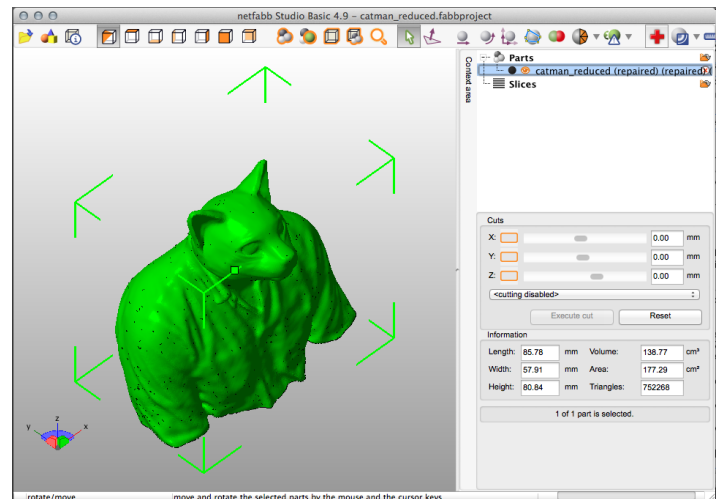 netfabb Studio Basic 4.9 - catman_reduced.fabbproject
Context area
Parts
catman_reduced (repaired) (repaired)
Slices
Cuts
X: 0.00 mm
Y: 0.00 mm
Z: 0.00 mm
<cutting disabled>
Execute cut Reset
Information
Length: 85.78 mm Volume: 138.77 cm³
Width: 57.91 mm Area: 177.29 cm²
Height: 80.84 mm Triangles: 752268
1 of 1 part is selected.
z
y x
rotate/move move and rotate the selected parts by the mouse and the cursor keys